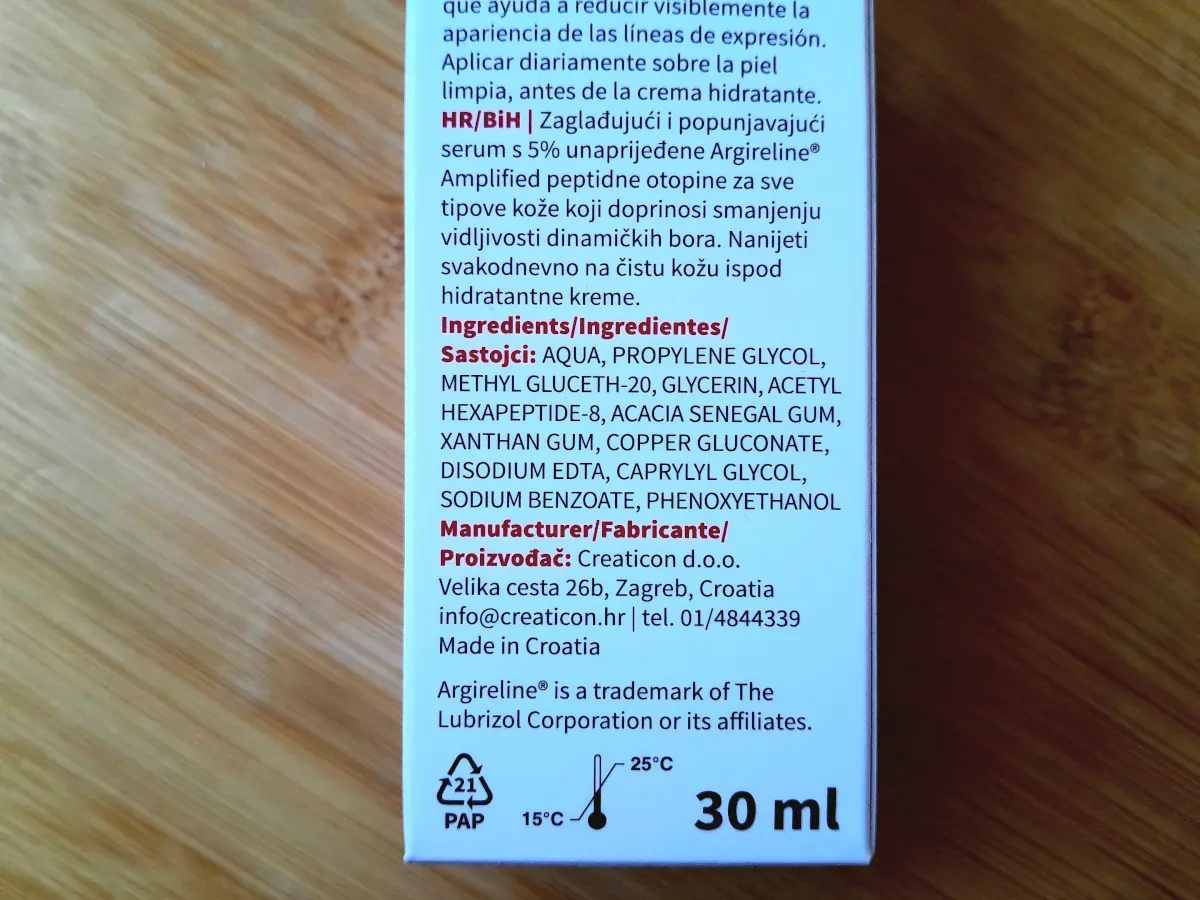 que ayuda a reducir visiblemente la
apariencia de las líneas de expresión.
Aplicar diariamente sobre la piel
limpia, antes de la crema hidratante.
HR/BiH | Zaglađujući i popunjavajući
serum s 5% unaprijeđene Argireline®
Amplified peptidne otopine za sve
tipove kože koji doprinosi smanjenju
vidljivosti dinamičkih bora. Nanijeti
svakodnevno na čistu kožu ispod
hidratantne kreme.
Ingredients/Ingredientes/
Sastojci: AQUA, PROPYLENE GLYCOL,
METHYL GLUCETH-20, GLYCERIN, ACETYL
HEXAPEPTIDE-8, ACACIA SENEGAL GUM,
XANTHAN GUM, COPPER GLUCONATE,
DISODIUM EDTA, CAPRYLYL GLYCOL,
SODIUM BENZOATE, PHENOXYETHANOL
Manufacturer/Fabricante/
Proizvođač: Creaticon d.o.o.
Velika cesta 26b, Zagreb, Croatia
info@creaticon.hr | tel. 01/4844339
Made in Croatia
Argireline® is a trademark of The
Lubrizol Corporation or its affiliates.
25°C
21
15°C
PAP
30 ml